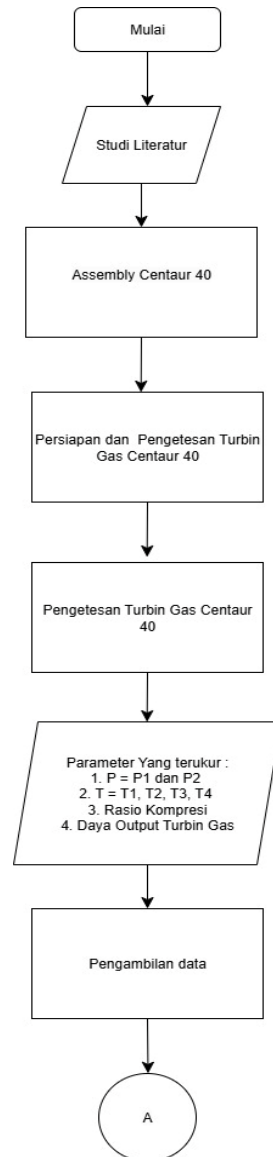 Mulai
Studi Literatur
Assembly Centaur 40
Persiapan dan Pengetesan Turbin
Gas Centaur 40
Pengetesan Turbin Gas Centaur
40
Parameter Yang terukur :
1. P = P1 dan P2
2. T = T1, T2, T3, T4
3. Rasio Kompresi
4. Daya Output Turbin Gas
Pengambilan data
A